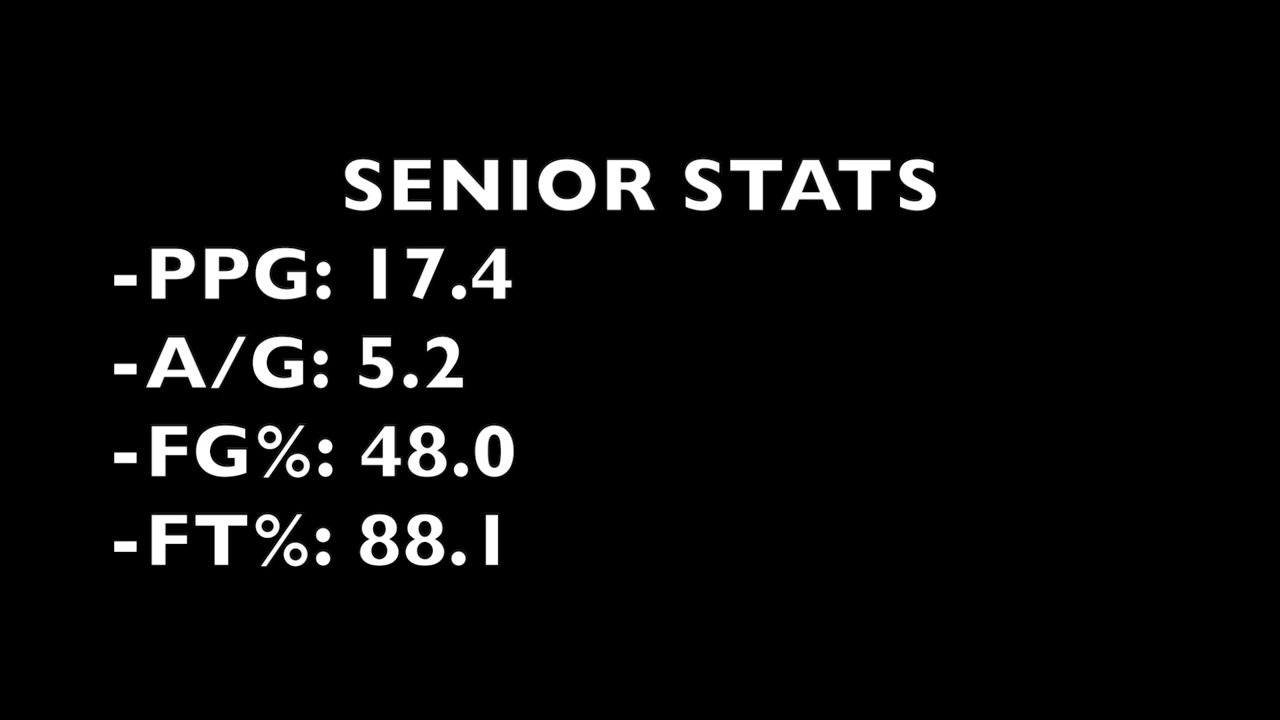 SENIOR STATS
-PPG: 17.4
-A/G: 5.2
-FG%: 48.0
-FT%: 88.1